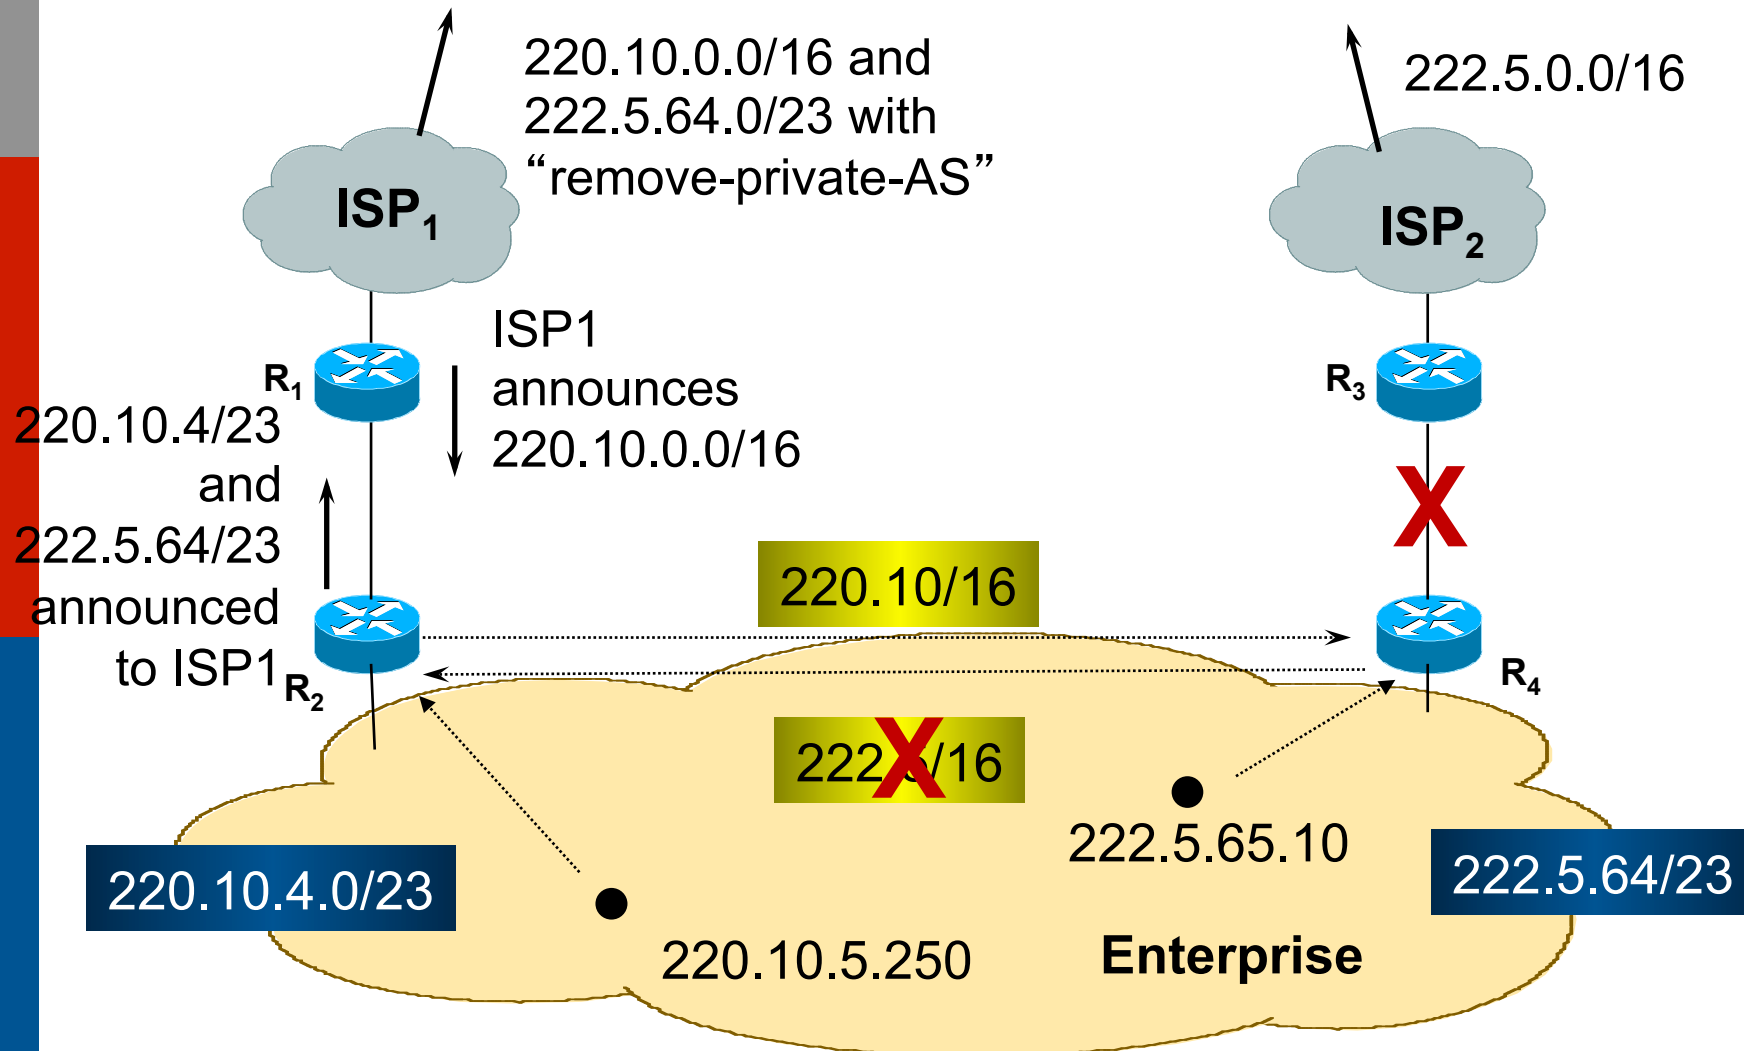 220.10.0.0/16 and
222.5.64.0/23 with
“remove-private-AS”
222.5.0.0/16
ISP1
ISP2
ISP1
announces
220.10.0.0/16
R1
R3
220.10.4/23
and
222.5.64/23
announced
to ISP1
X
220.10/16
R2
R4
222.5/16
X
222.5.65.10
220.10.4.0/23
222.5.64/23
220.10.5.250
Enterprise